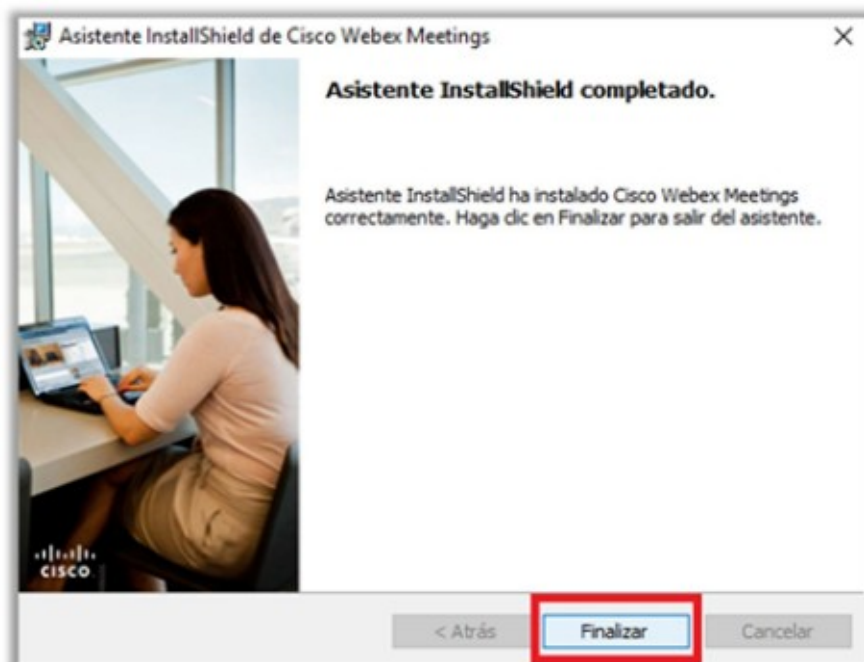 Asistente InstallShield de Cisco Webex Meetings
Asistente InstallShield completado.
Asistente InstallShield ha instalado Cisco Webex Meetings
correctamente. Haga clic en Finalizar para salir del asistente.
CISCO
< Atrás
Finalizar
Cancelar